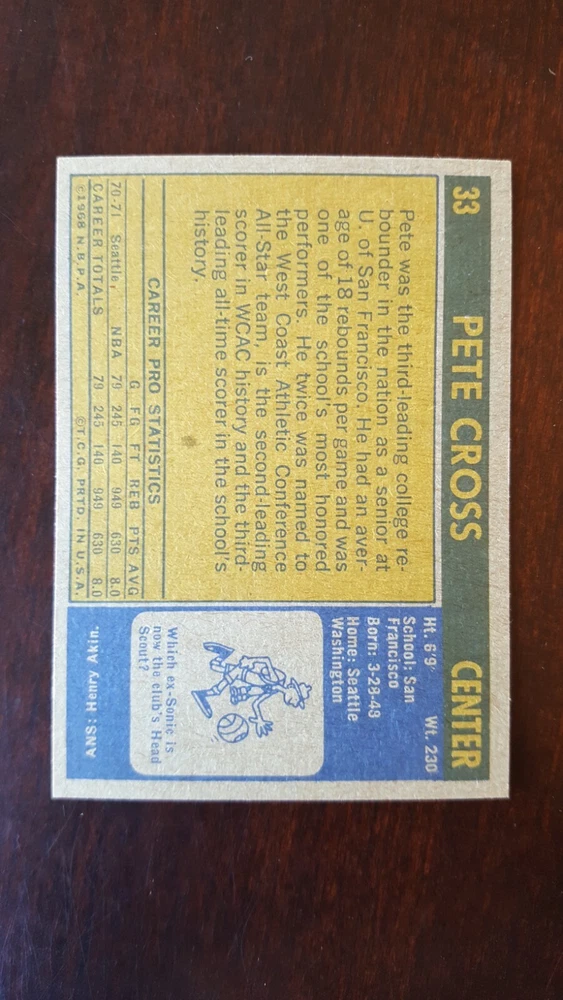 33 PETE CROSS CENTER
Pete was the third-leading college re-
bounder in the nation as a senior at
U. of San Francisco. He had an aver-
age of 18 rebounds per game and was
one of the school's most honored
performers. He twice was named to
the West Coast Athletic Conference
All-Star team, is the second-leading
scorer in WCAC history and the third-
leading all-time scorer in the school's
history.
CAREER PRO STATISTICS
G FG FT REB PTS AVG
70-71 Seattle, NBA 79 245 140 949 630 8.0
CAREER TOTALS 79 245 140 949 630 8.0
©1968 N.B.P.A. ©T.C.G. PRTD. IN U.S.A.
Ht. 6'9" Wt. 230
School: San
Francisco
Born: 3-28-49
Home: Seattle
Washington
Which ex-Sonic is
now the club's Head
Scout?
ANS: Henry Akin.